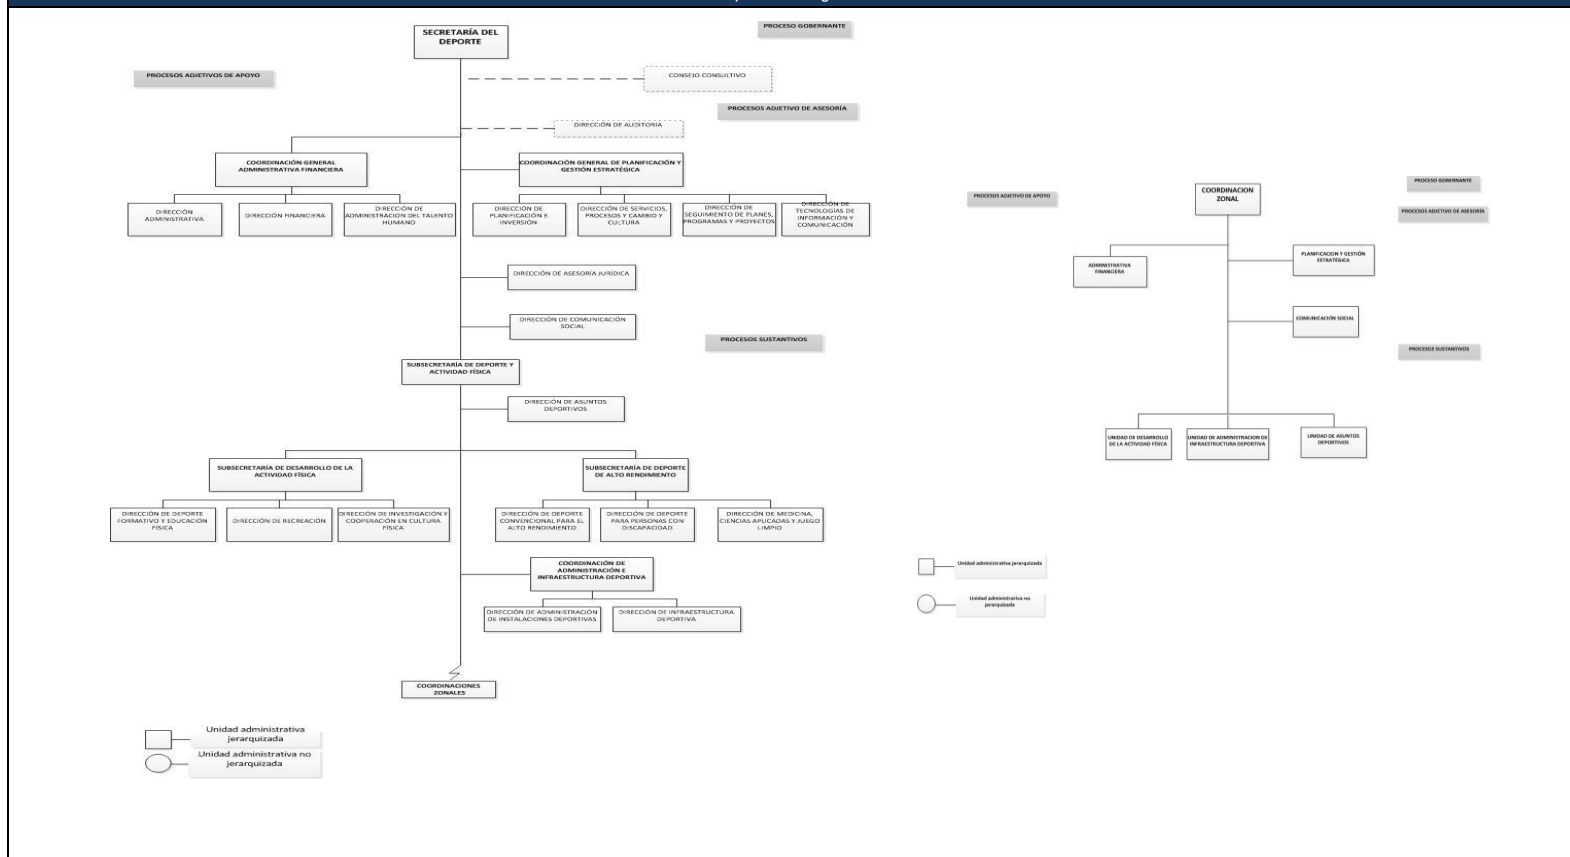 SECRETARÍA DEL
DEPORTE
PROCESO GOBERNANTE
PROCESOS ADJETIVOS DE APOYO
CONSEJO CONSULTIVO
PROCESOS ADJETIVO DE ASESORÍA
DIRECCIÓN DE AUDITORIA
COORDINACIÓN GENERAL
ADMINISTRATIVA FINANCIERA
COORDINACIÓN GENERAL DE PLANIFICACIÓN Y
GESTIÓN ESTRATÉGICA
DIRECCIÓN
ADMINISTRATIVA
DIRECCIÓN FINANCIERA
DIRECCIÓN DE
ADMINISTRACION DEL TALENTO
HUMANO
DIRECCIÓN DE
PLANIFICACIÓN E
INVERSIÓN
DIRECCIÓN DE SERVICIOS,
PROCESOS Y CAMBIO Y
CULTURA
DIRECCIÓN DE
SEGUIMIENTO DE PLANES,
PROGRAMAS Y PROYECTOS
DIRECCIÓN DE
TECNOLOGÍAS DE
INFORMACIÓN Y
COMUNICACIÓN
DIRECCIÓN DE ASESORÍA JURÍDICA
DIRECCIÓN DE COMUNICACIÓN
SOCIAL
PROCESOS SUSTANTIVOS
SUBSECRETARÍA DE DEPORTE Y
ACTIVIDAD FÍSICA
DIRECCIÓN DE ASUNTOS
DEPORTIVOS
SUBSECRETARÍA DE DESARROLLO DE LA
ACTIVIDAD FÍSICA
SUBSECRETARÍA DE DEPORTE
DE ALTO RENDIMIENTO
DIRECCIÓN DE DEPORTE
FORMATIVO Y EDUCACIÓN
FÍSICA
DIRECCIÓN DE RECREACIÓN
DIRECCIÓN DE INVESTIGACIÓN Y
COOPERACIÓN EN CULTURA
FÍSICA
DIRECCIÓN DE DEPORTE
CONVENCIONAL PARA EL
ALTO RENDIMIENTO
DIRECCIÓN DE DEPORTE
PARA PERSONAS CON
DISCAPACIDAD
DIRECCIÓN DE MEDICINA,
CIENCIAS APLICADAS Y JUEGO
LIMPIO
COORDINACIÓN DE
ADMINISTRACIÓN E
INFRAESTRUCTURA DEPORTIVA
DIRECCIÓN DE ADMINISTRACIÓN
DE INSTALACIONES DEPORTIVAS
DIRECCIÓN DE INFRAESTRUCTURA
DEPORTIVA
COORDINACIONES
ZONALES
Unidad administrativa
jerarquizada
Unidad administrativa no
jerarquizada
COORDINACION
ZONAL
PROCESO GOBERNANTE
PROCESOS ADJETIVO DE APOYO
PROCESOS ADJETIVO DE ASESORÍA
ADMINISTRATIVA
FINANCIERA
PLANIFICACION Y GESTIÓN
ESTRATÉGICA
COMUNICACIÓN SOCIAL
PROCESOS SUSTANTIVOS
UNIDAD DE DESARROLLO
DE LA ACTIVIDAD FÍSICA
UNIDAD DE ADMINISTRACION DE
INFRAESTRUCTURA DEPORTIVA
UNIDAD DE ASUNTOS
DEPORTIVOS
Unidad administrativa jerarquizada
Unidad administrativa no
jerarquizada